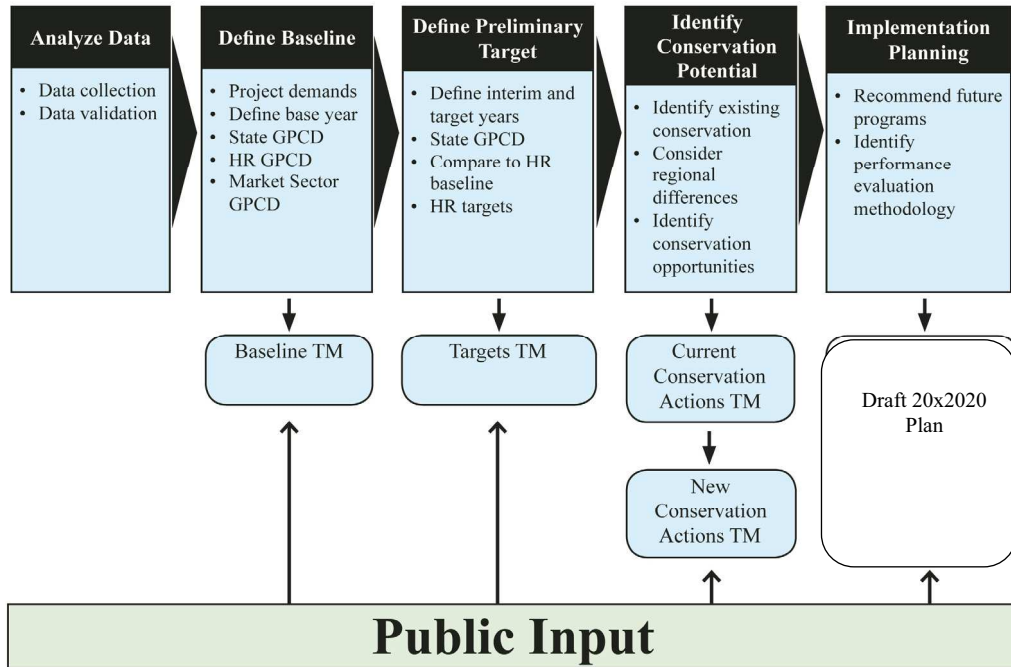 Analyze Data
• Data collection
• Data validation
Define Baseline
• Project demands
• Define base year
• State GPCD
• HR GPCD
• Market Sector
GPCD
Define Preliminary
Target
• Define interim and
target years
• State GPCD
• Compare to HR
baseline
• HR targets
Identify
Conservation
Potential
• Identify existing
conservation
• Consider
regional
differences
• Identify
conservation
opportunities
Implementation
Planning
• Recommend future
programs
• Identify
performance
evaluation
methodology
Baseline TM
Targets TM
Current
Conservation
Actions TM
New
Conservation
Actions TM
Draft 20x2020
Plan
Public Input